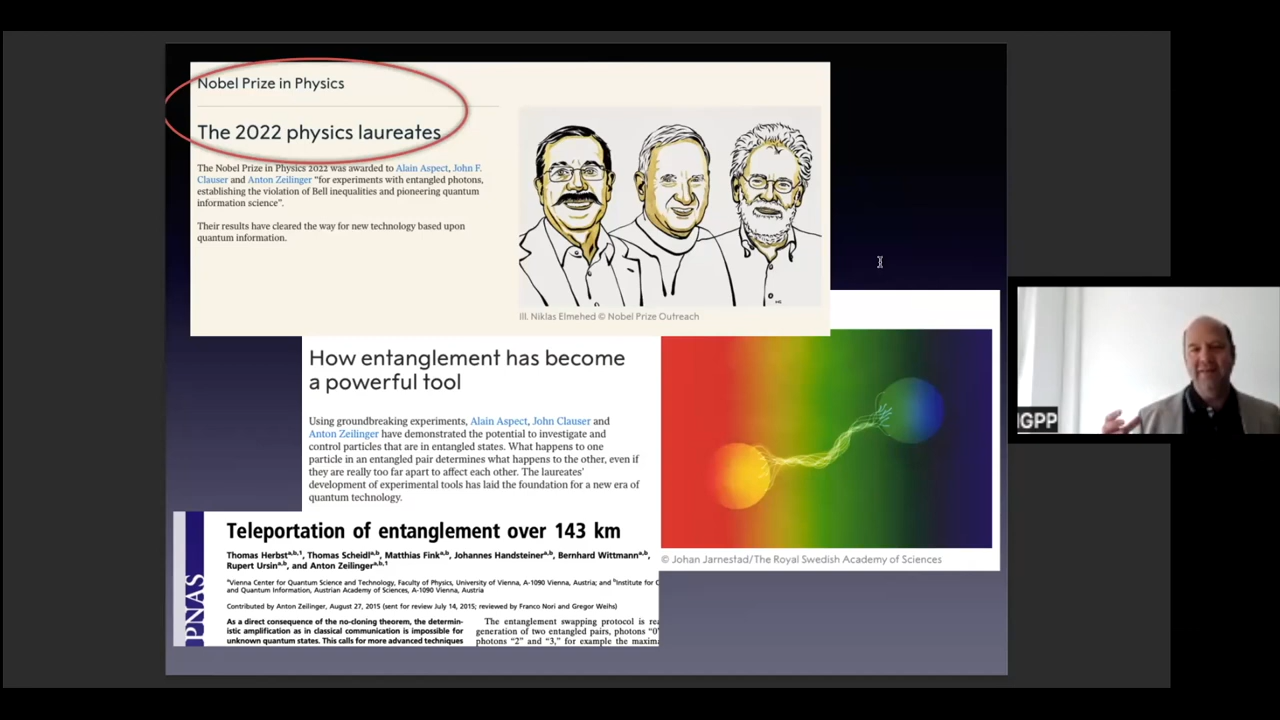 Nobel Prize in Physics
The 2022 physics laureates
The Nobel Prize in Physics 2022 was awarded to Alain Aspect, John F.
Clauser and Anton Zeilinger “for experiments with entangled photons,
establishing the violation of Bell inequalities and pioneering quantum
information science”.
Their results have cleared the way for new technology based upon
quantum information.
Ill. Niklas Elmehed © Nobel Prize Outreach
How entanglement has become
a powerful tool
Using groundbreaking experiments, Alain Aspect, John Clauser and
Anton Zeilinger have demonstrated the potential to investigate and
control particles that are in entangled states. What happens to one
particle in an entangled pair determines what happens to the other, even if
they are really too far apart to affect each other. The laureates’
development of experimental tools has laid the foundation for a new era of
quantum technology.
© Johan Jarnestad/The Royal Swedish Academy of Sciences
IGPP
PNAS
Teleportation of entanglement over 143 km
Thomas Herbst^a,b,1, Thomas Scheidl^a,b, Matthias Fink^a,b, Johannes Handsteiner^a,b, Bernhard Wittmann^a,b,
Rupert Ursin^a,b, and Anton Zeilinger^a,b,1
^aVienna Center for Quantum Science and Technology, Faculty of Physics, University of Vienna, A-1090 Vienna, Austria; and ^bInstitute for
and Quantum Information, Austrian Academy of Sciences, A-1090 Vienna, Austria
Contributed by Anton Zeilinger, August 27, 2015 (sent for review July 14, 2015; reviewed by Franco Nori and Gregor Weihs)
As a direct consequence of the no-cloning theorem, the determin-
istic amplification as in classical communication is impossible for
unknown quantum states. This calls for more advanced techniques
The entanglement swapping protocol is rea
generation of two entangled pairs, photons “0”
photons “2” and “3,” for example the maxima